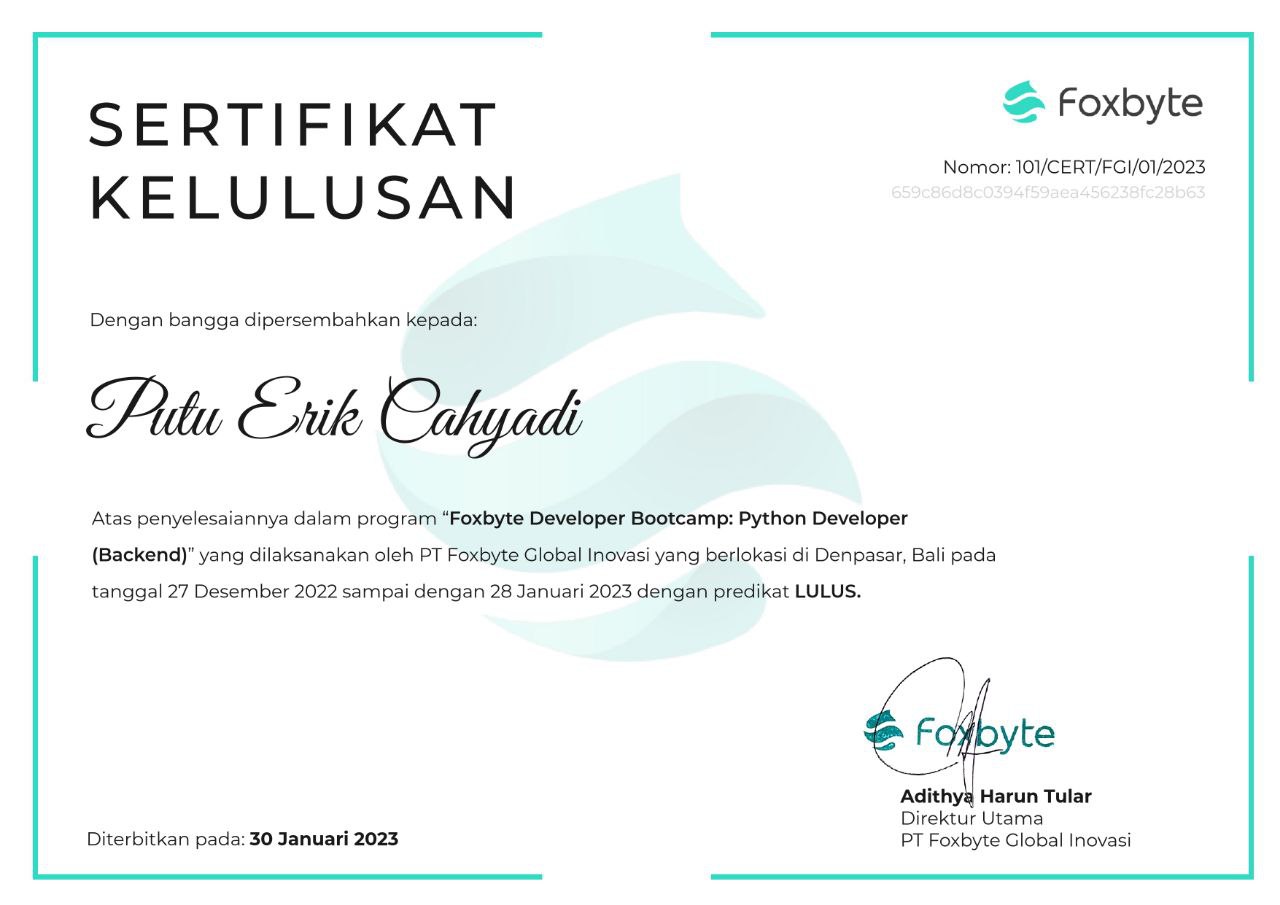 SERTIFIKAT
KELULUSAN
Foxbyte
Nomor: 101/CERT/FGI/01/2023
659c86d8c0394f59aea456238fc28b63
Dengan bangga dipersembahkan kepada:
Putu Erik Cahyadi
Atas penyelesaiannya dalam program “Foxbyte Developer Bootcamp: Python Developer
(Backend)” yang dilaksanakan oleh PT Foxbyte Global Inovasi yang berlokasi di Denpasar, Bali pada
tanggal 27 Desember 2022 sampai dengan 28 Januari 2023 dengan predikat LULUS.
Foxbyte
Adithya Harun Tular
Direktur Utama
PT Foxbyte Global Inovasi
Diterbitkan pada: 30 Januari 2023